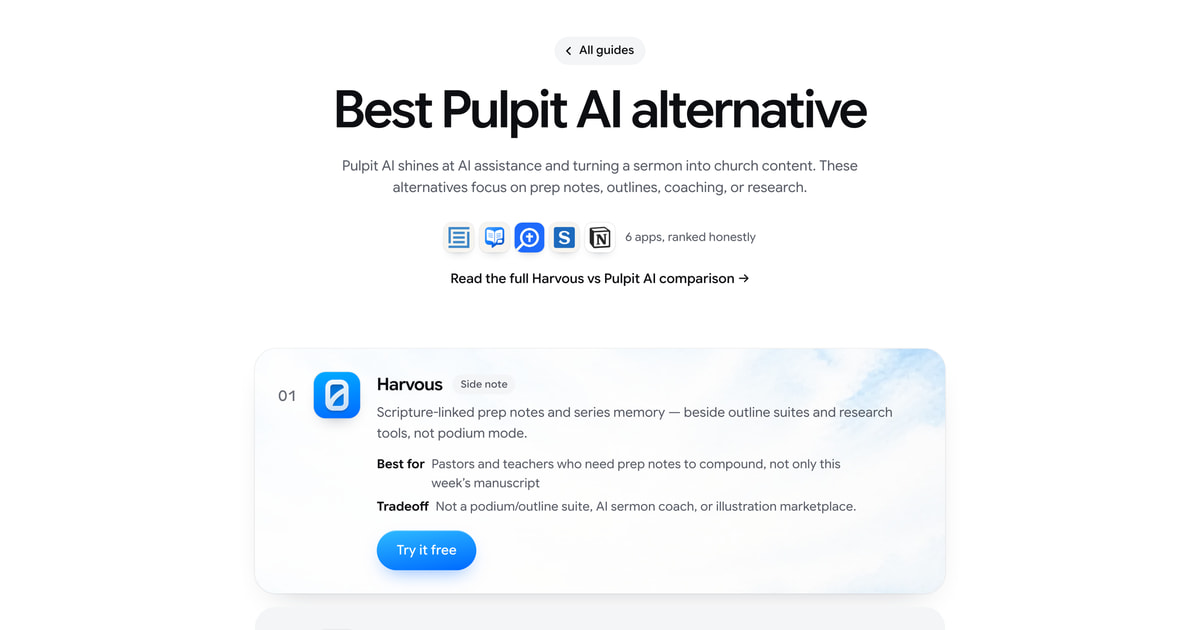 All guides
Best Pulpit AI alternative
Pulpit AI shines at AI assistance and turning a sermon into church content. These
alternatives focus on prep notes, outlines, coaching, or research.
S N 6 apps, ranked honestly
Read the full Harvous vs Pulpit AI comparison →
01
Harvous Side note
Scripture-linked prep notes and series memory — beside outline suites and research
tools, not podium mode.
Best for Pastors and teachers who need prep notes to compound, not only this
week's manuscript
Tradeoff Not a podium/outline suite, AI sermon coach, or illustration marketplace.
Try it free